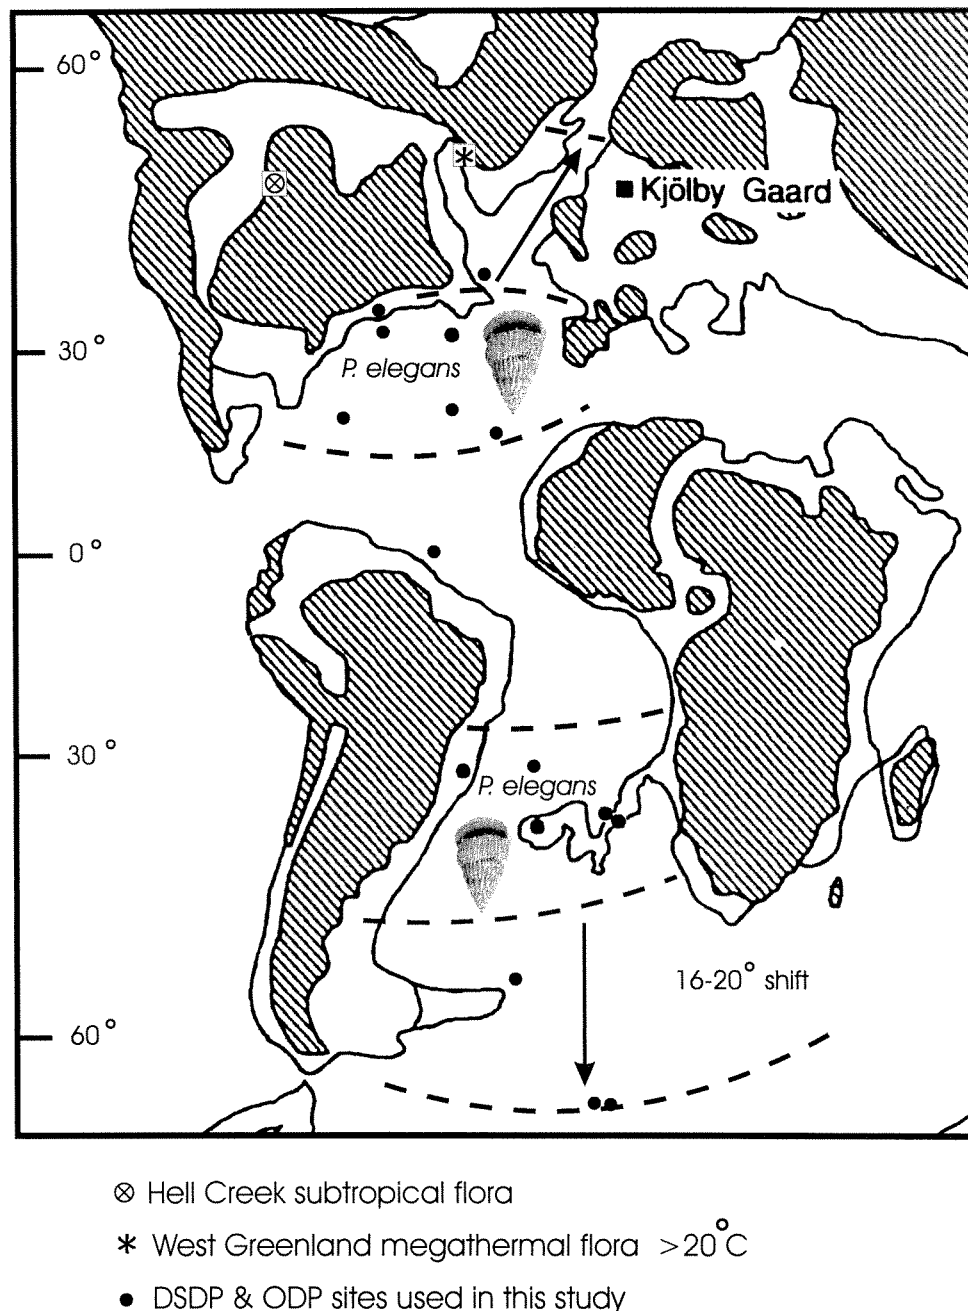 60°
Kjölby Gaard
30°
P. elegans
0°
30°
P. elegans
16-20° shift
60°
⊗ Hell Creek subtropical flora
* West Greenland megathermal flora >20°C
● DSDP & ODP sites used in this study